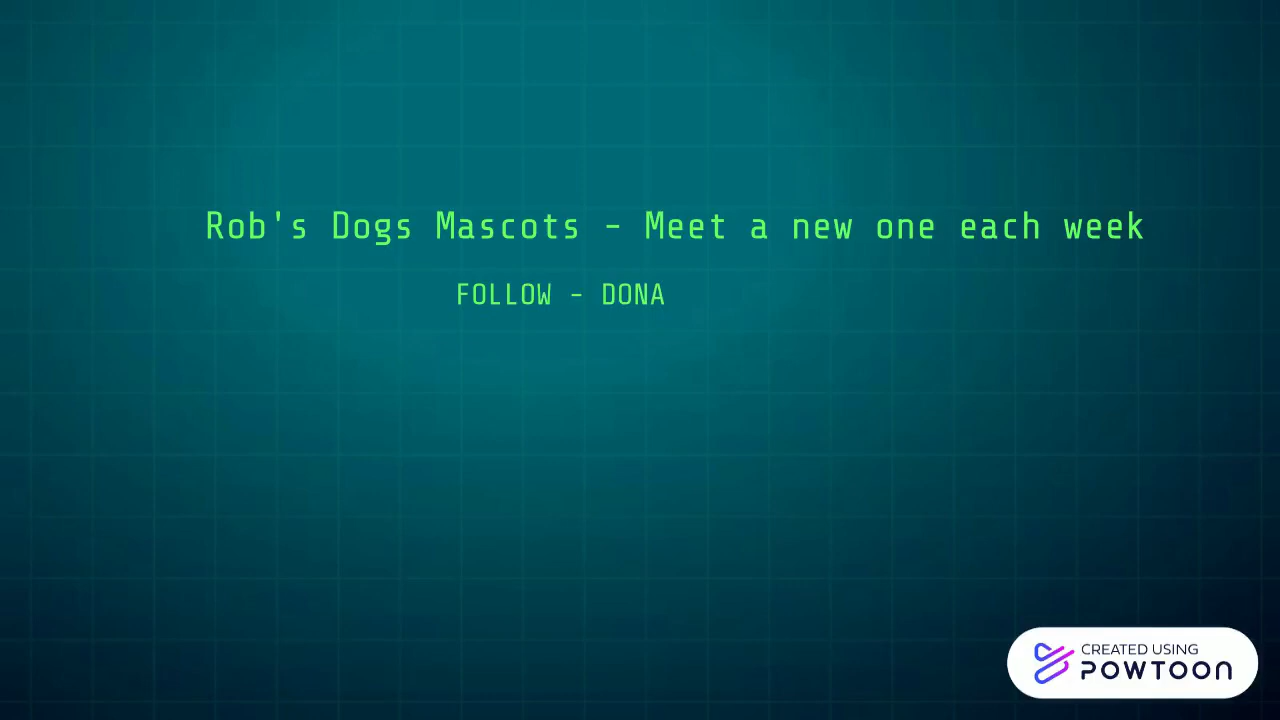 Rob's Dogs Mascots - Meet a new one each week
FOLLOW - DONA
CREATED USING
POWTOON